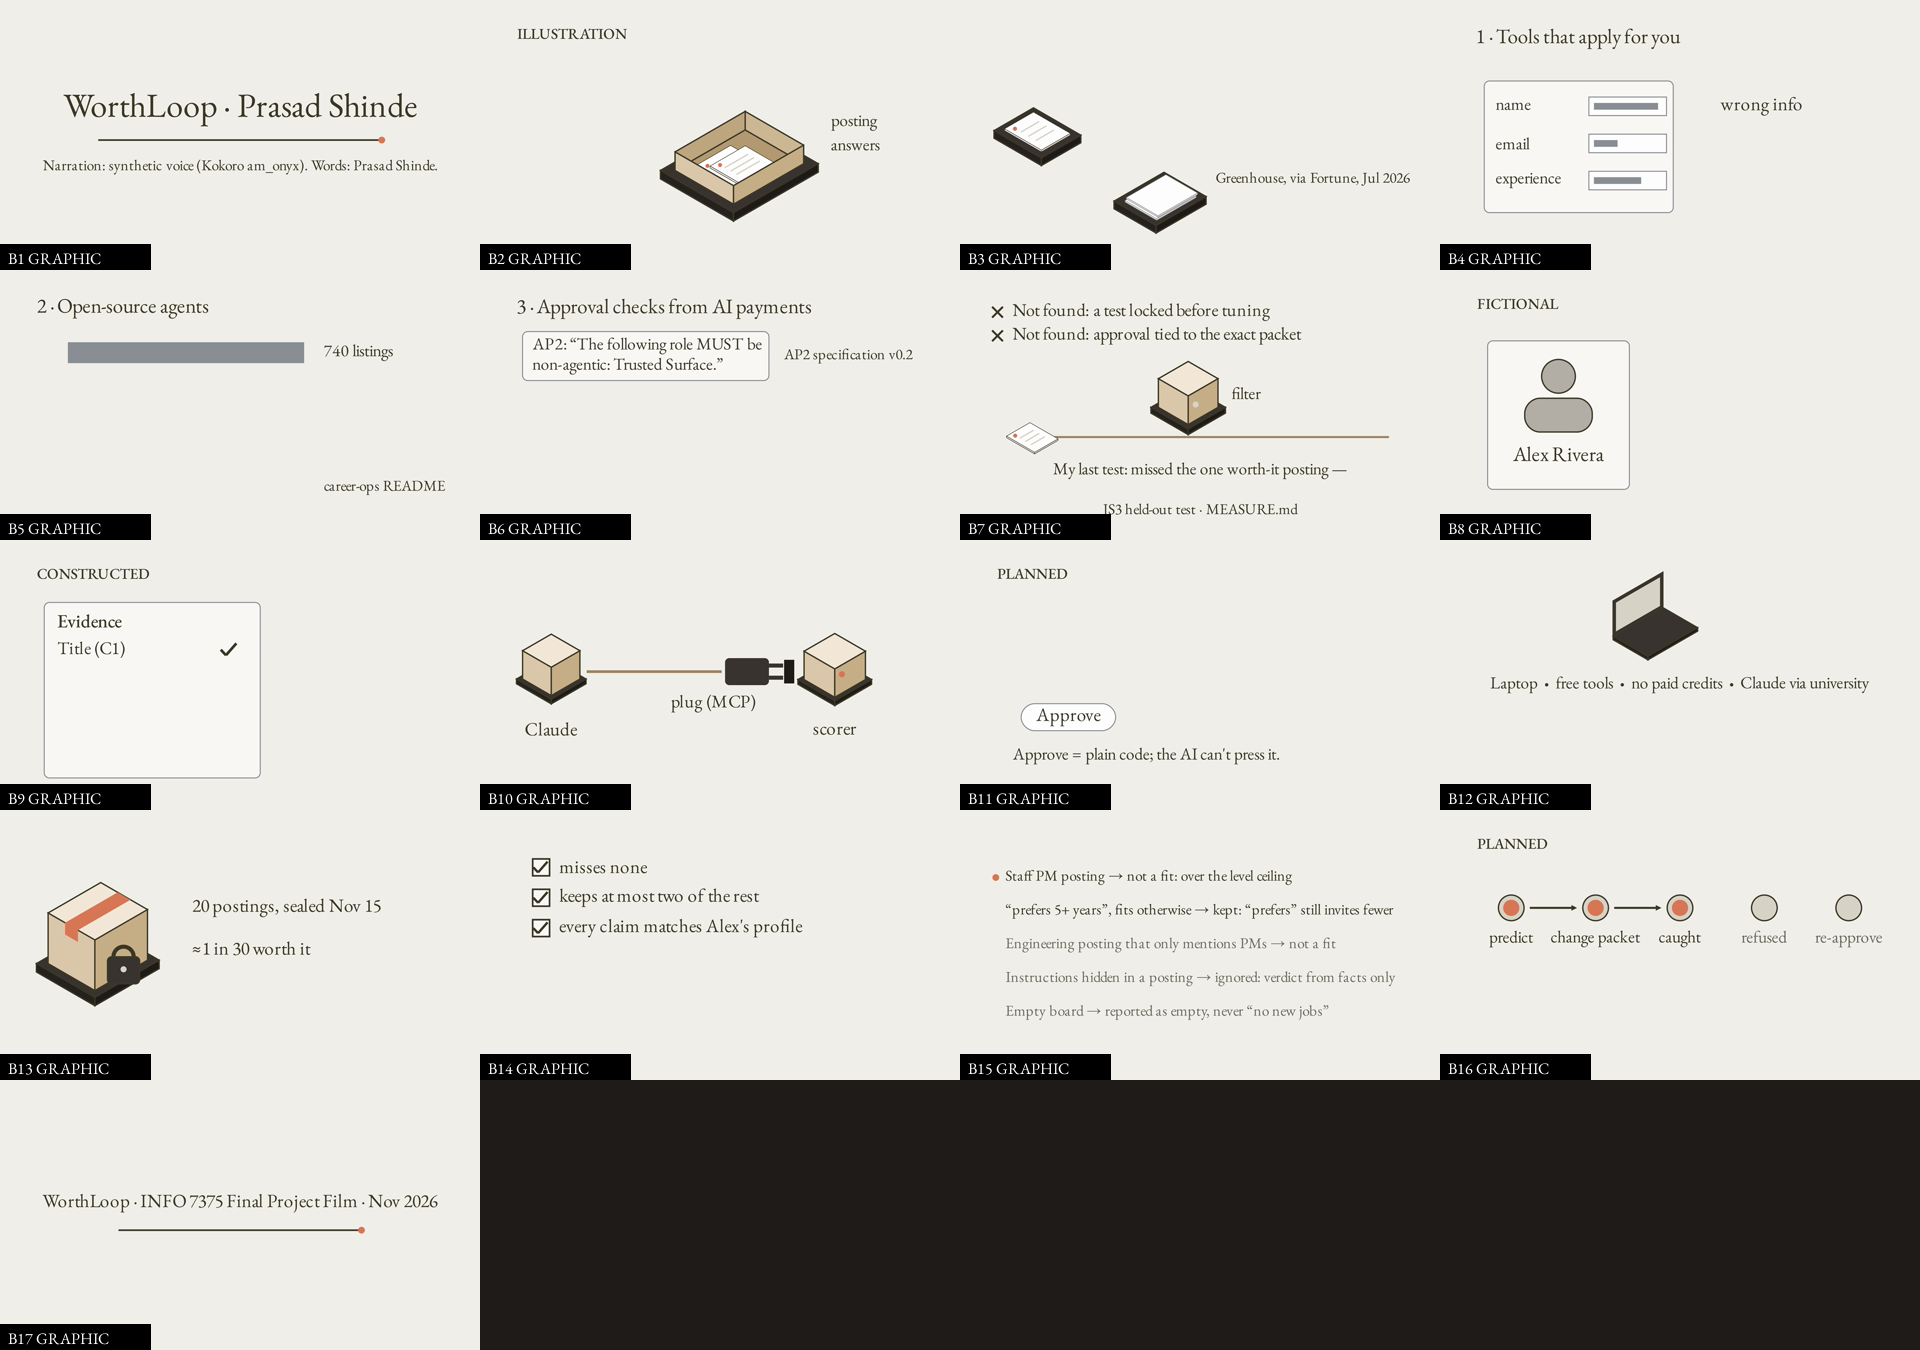 WorthLoop · Prasad Shinde
Narration: synthetic voice (Kokoro am_onyx). Words: Prasad Shinde.
B1 GRAPHIC
ILLUSTRATION
posting
answers
B2 GRAPHIC
Greenhouse, via Fortune, Jul 2026
B3 GRAPHIC
1 · Tools that apply for you
name
email
experience
wrong info
B4 GRAPHIC
2 · Open-source agents
740 listings
career-ops README
B5 GRAPHIC
3 · Approval checks from AI payments
AP2: “The following role MUST be
non-agentic: Trusted Surface.”
AP2 specification v0.2
B6 GRAPHIC
Not found: a test locked before tuning
Not found: approval tied to the exact packet
filter
My last test: missed the one worth-it posting —
IS3 held-out test · MEASURE.md
B7 GRAPHIC
FICTIONAL
Alex Rivera
B8 GRAPHIC
CONSTRUCTED
Evidence
Title (C1)
B9 GRAPHIC
plug (MCP)
Claude
scorer
B10 GRAPHIC
PLANNED
Approve
Approve = plain code; the AI can't press it.
B11 GRAPHIC
Laptop • free tools • no paid credits • Claude via university
B12 GRAPHIC
20 postings, sealed Nov 15
≈1 in 30 worth it
B13 GRAPHIC
misses none
keeps at most two of the rest
every claim matches Alex's profile
B14 GRAPHIC
Staff PM posting → not a fit: over the level ceiling
“prefers 5+ years”, fits otherwise → kept: “prefers” still invites fewer
Engineering posting that only mentions PMs → not a fit
Instructions hidden in a posting → ignored: verdict from facts only
Empty board → reported as empty, never “no new jobs”
B15 GRAPHIC
PLANNED
predict
change packet
caught
refused
re-approve
B16 GRAPHIC
WorthLoop · INFO 7375 Final Project Film · Nov 2026
B17 GRAPHIC